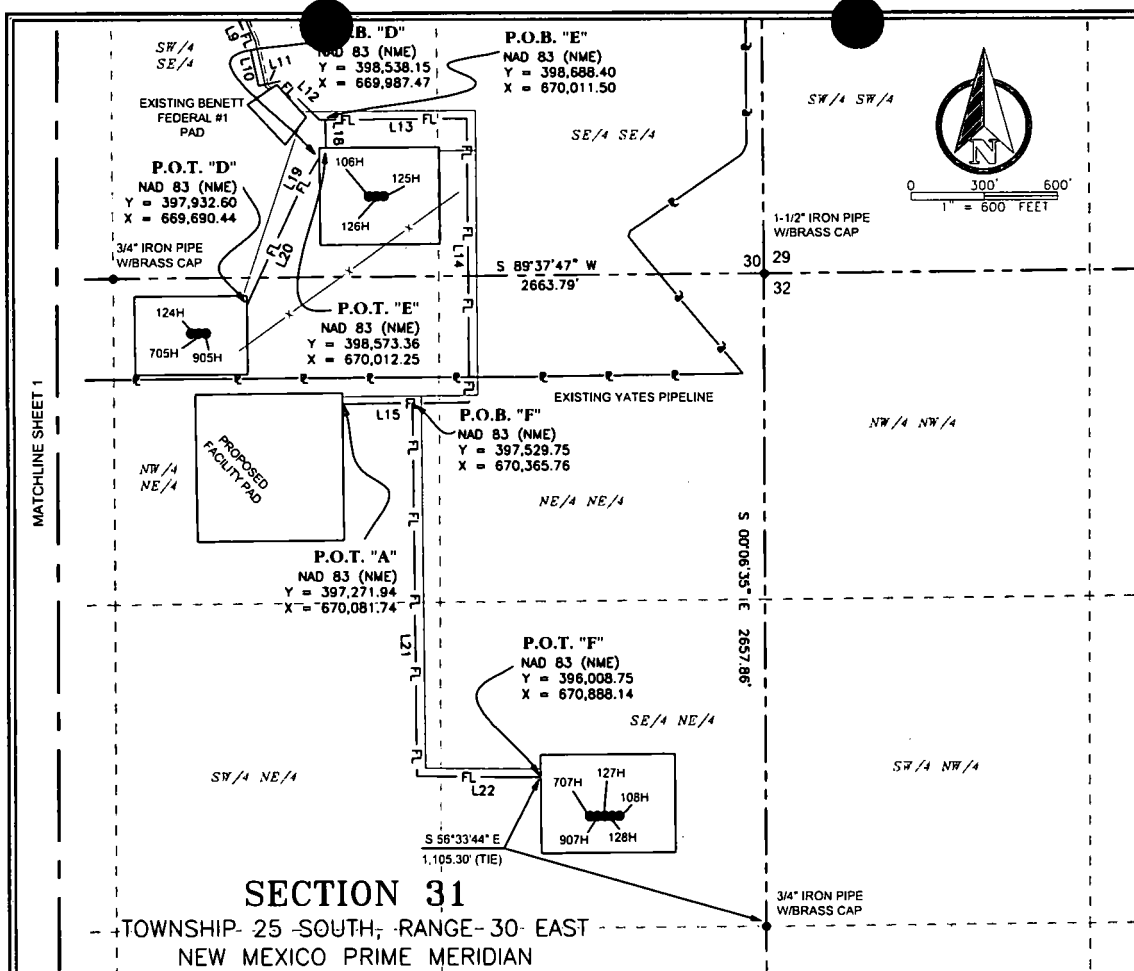 SW/4
SE/4
L9
FL
L10
L11
FL
L12
.B. "D"
NAD 83 (NME)
Y = 398,538.15
X = 669,987.47
P.O.B. "E"
NAD 83 (NME)
Y = 398,688.40
X = 670,011.50
SW/4 SW/4
N
0 300' 600'
1" = 600 FEET
EXISTING BENETT
FEDERAL #1
PAD
L18
FL
L13
FL
SE/4 SE/4
P.O.T. "D"
NAD 83 (NME)
Y = 397,932.60
X = 669,690.44
L19
FL
106H
125H
126H
FL
L20
FL
FL
L14
FL
3/4" IRON PIPE
W/BRASS CAP
1-1/2" IRON PIPE
W/BRASS CAP
S 89°37'47" W
2663.79'
30 29
32
124H
705H
905H
P.O.T. "E"
NAD 83 (NME)
Y = 398,573.36
X = 670,012.25
EXISTING YATES PIPELINE
MATCHLINE SHEET 1
FL
L15
P.O.B. "F"
NAD 83 (NME)
Y = 397,529.75
X = 670,365.76
NW/4 NW/4
PROPOSED
FACILITY PAD
NW/4
NE/4
FL
NE/4 NE/4
FL
S 00°06'35" E 2657.86'
P.O.T. "A"
NAD 83 (NME)
Y = 397,271.94
X = 670,081.74
FL
L21
FL
P.O.T. "F"
NAD 83 (NME)
Y = 396,008.75
X = 670,888.14
SE/4 NE/4
SW/4 NE/4
FL
FL
L22
SW/4 NW/4
707H
127H
108H
907H
128H
S 56°33'44" E
1,105.30' (TIE)
SECTION 31
TOWNSHIP 25 SOUTH, RANGE 30 EAST
NEW MEXICO PRIME MERIDIAN
3/4" IRON PIPE
W/BRASS CAP